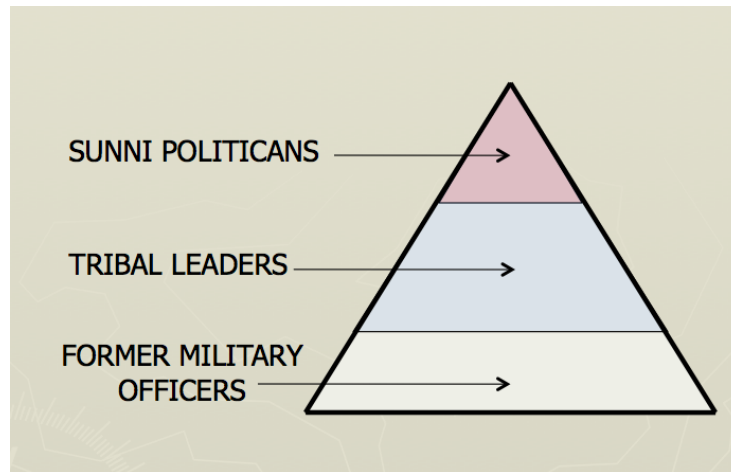 SUNNI POLITICANS
TRIBAL LEADERS
FORMER MILITARY
OFFICERS